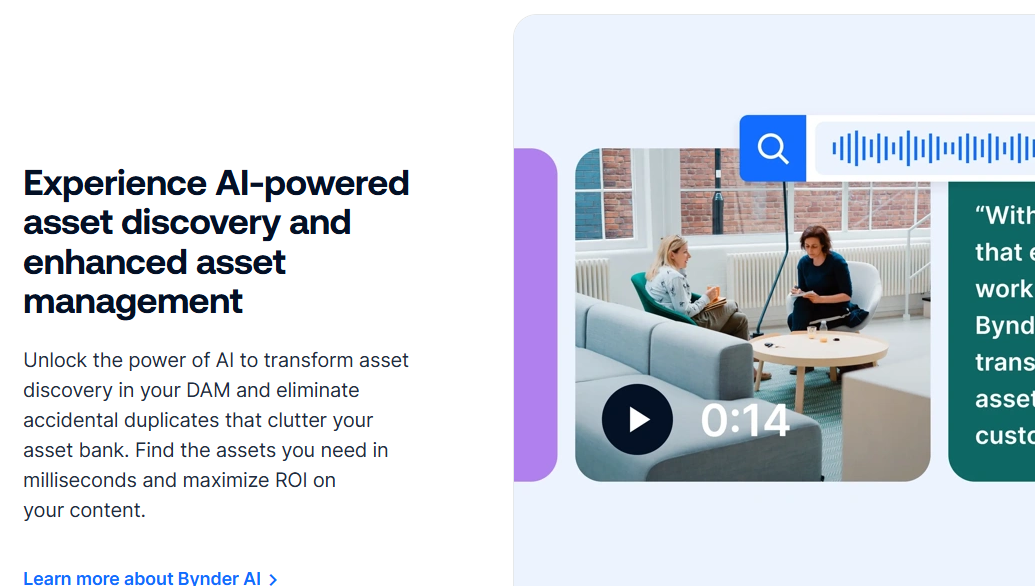 Experience AI-powered
asset discovery and
enhanced asset
management
Unlock the power of AI to transform asset
discovery in your DAM and eliminate
accidental duplicates that clutter your
asset bank. Find the assets you need in
milliseconds and maximize ROI on
your content.
Learn more about Bynder AI >
0:14
“With
that e
work
Bynd
trans
asset
custo